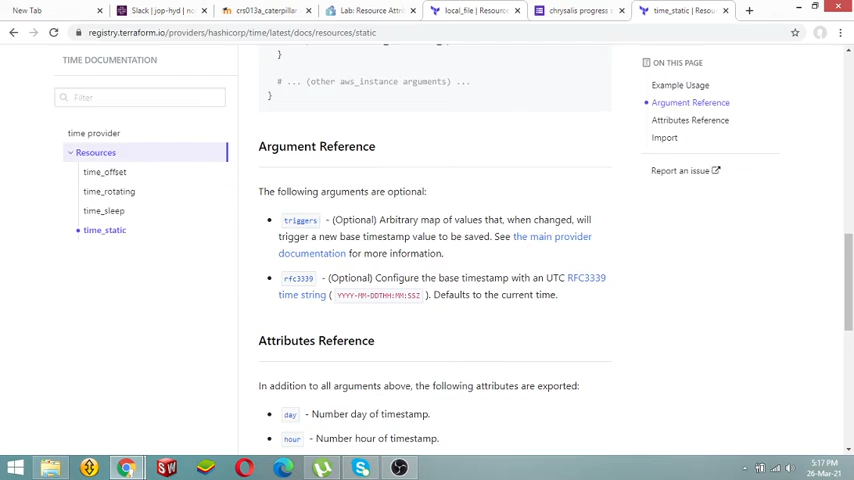 New Tab
Slack | jop-hyd | no
crs013a_caterpillar
Lab: Resource Attri
local_file | Resource
chrysalis progress s
time_static | Resou
registry.terraform.io/providers/hashicorp/time/latest/docs/resources/static
TIME DOCUMENTATION
Filter
time provider
Resources
time_offset
time_rotating
time_sleep
time_static
}
# ... (other aws_instance arguments) ...
}
Argument Reference
The following arguments are optional:
triggers - (Optional) Arbitrary map of values that, when changed, will
trigger a new base timestamp value to be saved. See the main provider
documentation for more information.
rfc3339 - (Optional) Configure the base timestamp with an UTC RFC3339
time string ( YYYY-MM-DDTHH:MM:SSZ ). Defaults to the current time.
Attributes Reference
In addition to all arguments above, the following attributes are exported:
day - Number day of timestamp.
hour - Number hour of timestamp.
ON THIS PAGE
Example Usage
Argument Reference
Attributes Reference
Import
Report an issue
5:17 PM
26-Mar-21